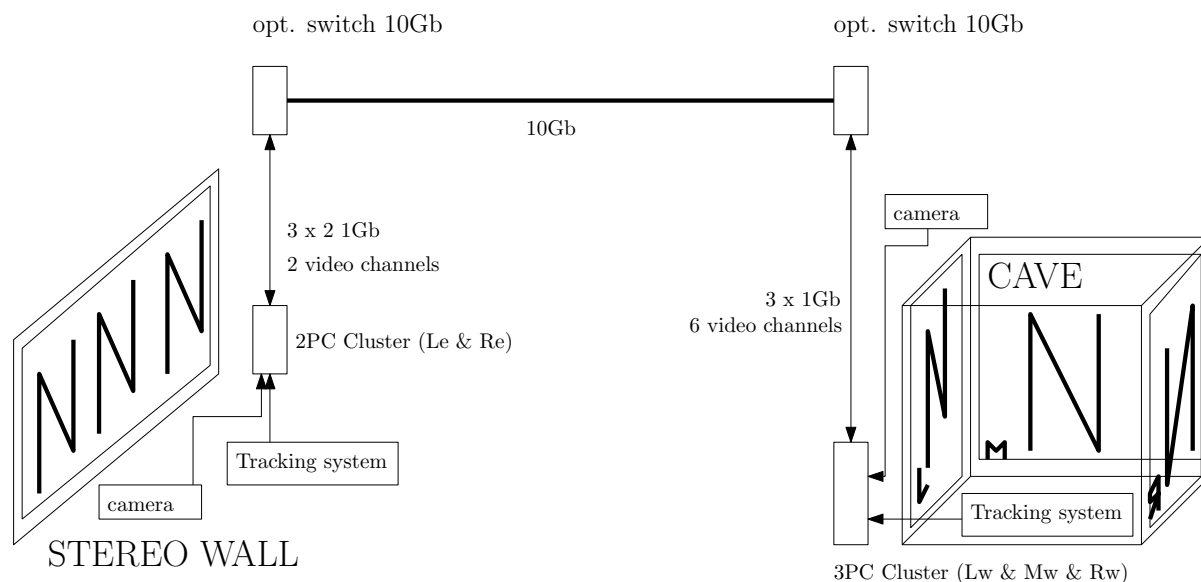 opt. switch 10Gb
opt. switch 10Gb
10Gb
3 x 2 1Gb
2 video channels
camera
CAVE
3 x 1Gb
6 video channels
N N N
N
N
N
M
L
R
2PC Cluster (Le & Re)
Tracking system
camera
Tracking system
STEREO WALL
3PC Cluster (Lw & Mw & Rw)